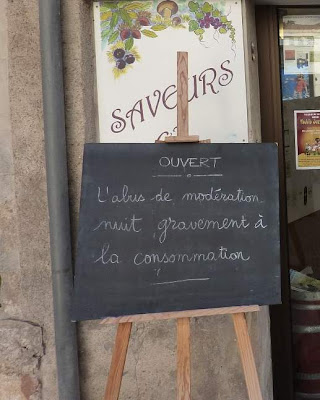 SAVEURS
OUVERT
L'abus de modération
nuit gravement à
la consommation